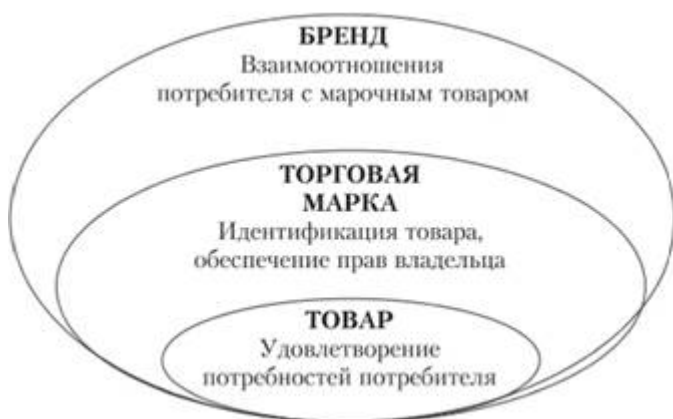 БРЕНД
Взаимоотношения
потребителя с марочным товаром
ТОРГОВАЯ
МАРКА
Идентификация товара,
обеспечение прав владельца
ТОВАР
Удовлетворение
потребностей потребителя